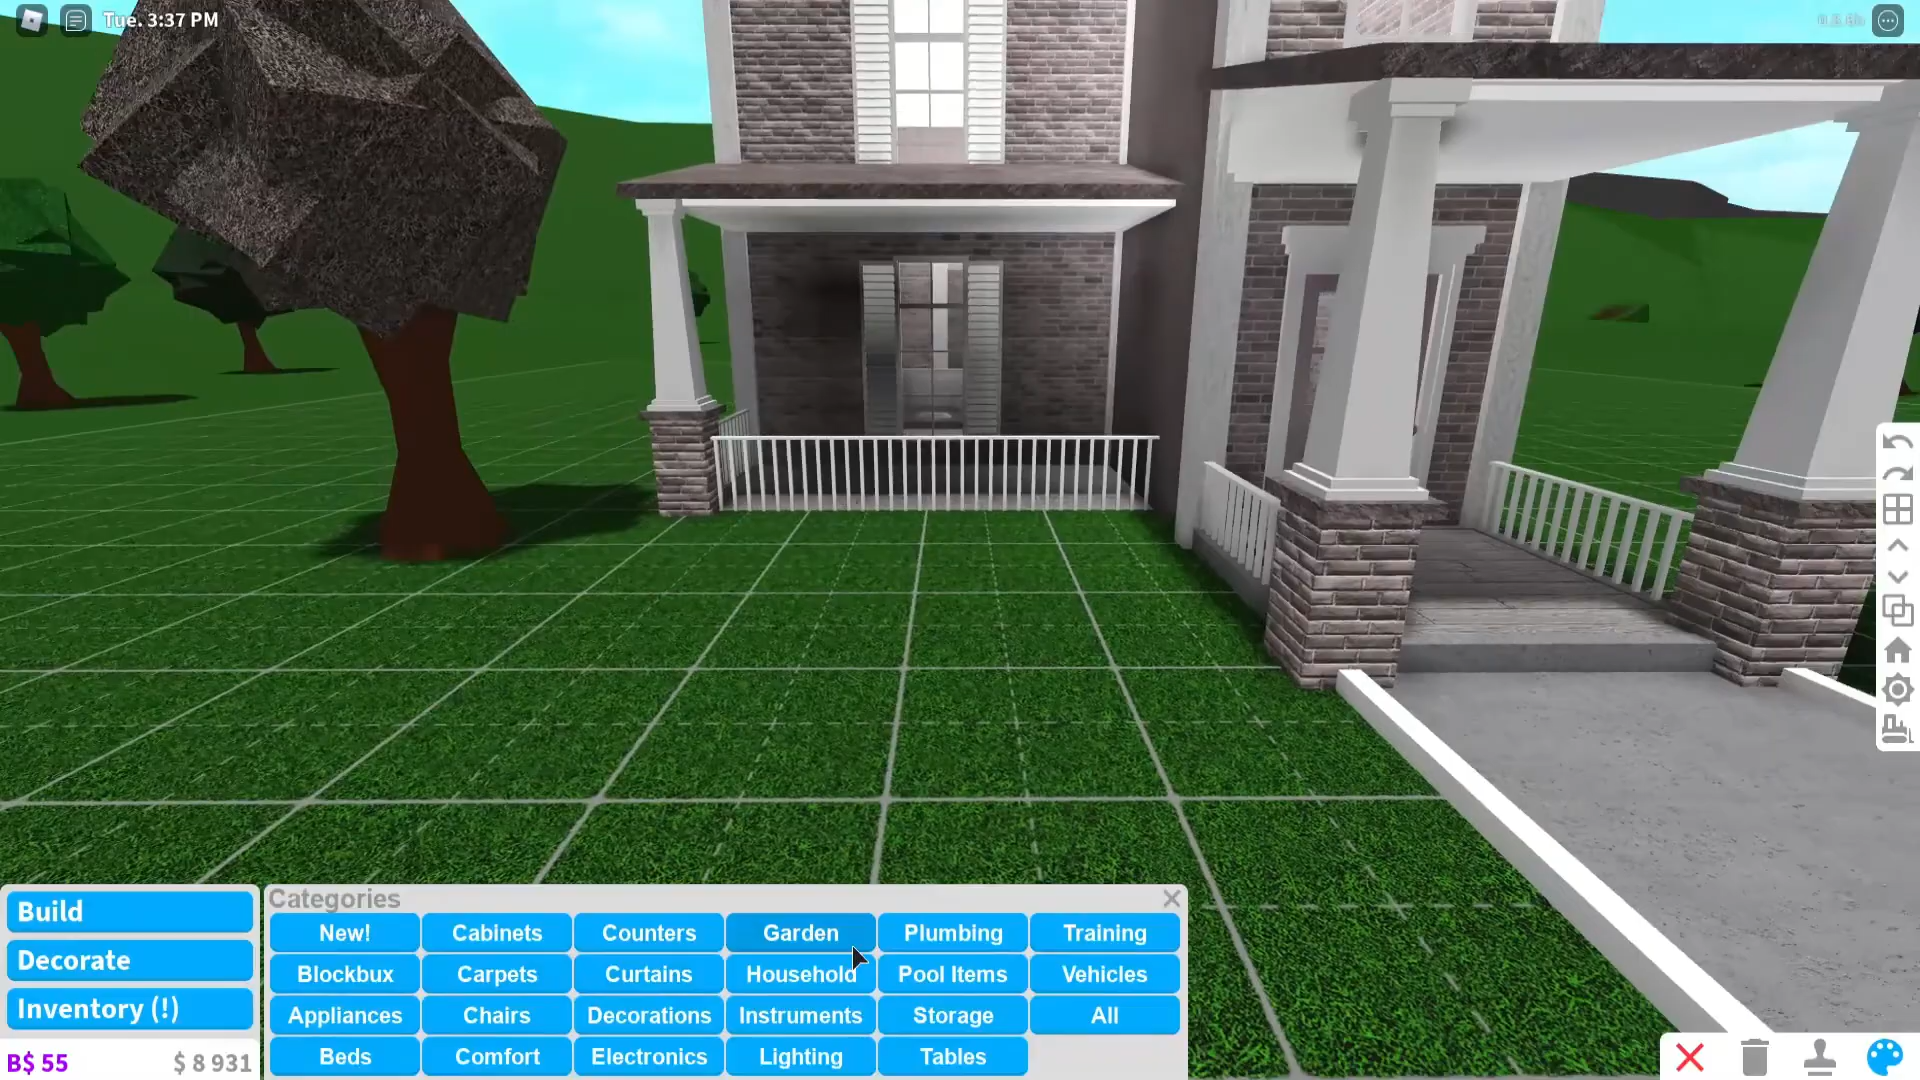 Tue. 3:37 PM
Categories
Build
New! Cabinets Counters Garden Plumbing Training
Decorate
Blockbux Carpets Curtains Household Pool Items Vehicles
Inventory (!)
Appliances Chairs Decorations Instruments Storage All
B$ 55 $ 8 931
Beds Comfort Electronics Lighting Tables